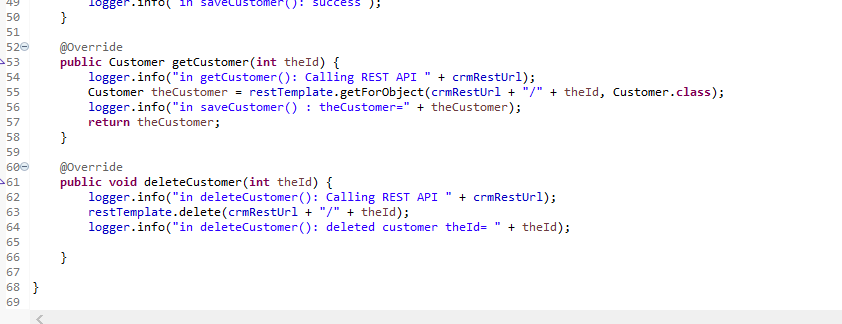 49 logger.info("in saveCustomer(): success");
50 }
51
52 @Override
53 public Customer getCustomer(int theId) {
54 logger.info("in getCustomer(): Calling REST API " + crmRestUrl);
55 Customer theCustomer = restTemplate.getForObject(crmRestUrl + "/" + theId, Customer.class);
56 logger.info("in saveCustomer() : theCustomer=" + theCustomer);
57 return theCustomer;
58 }
59
60 @Override
61 public void deleteCustomer(int theId) {
62 logger.info("in deleteCustomer(): Calling REST API " + crmRestUrl);
63 restTemplate.delete(crmRestUrl + "/" + theId);
64 logger.info("in deleteCustomer(): deleted customer theId= " + theId);
65
66 }
67
68 }
69